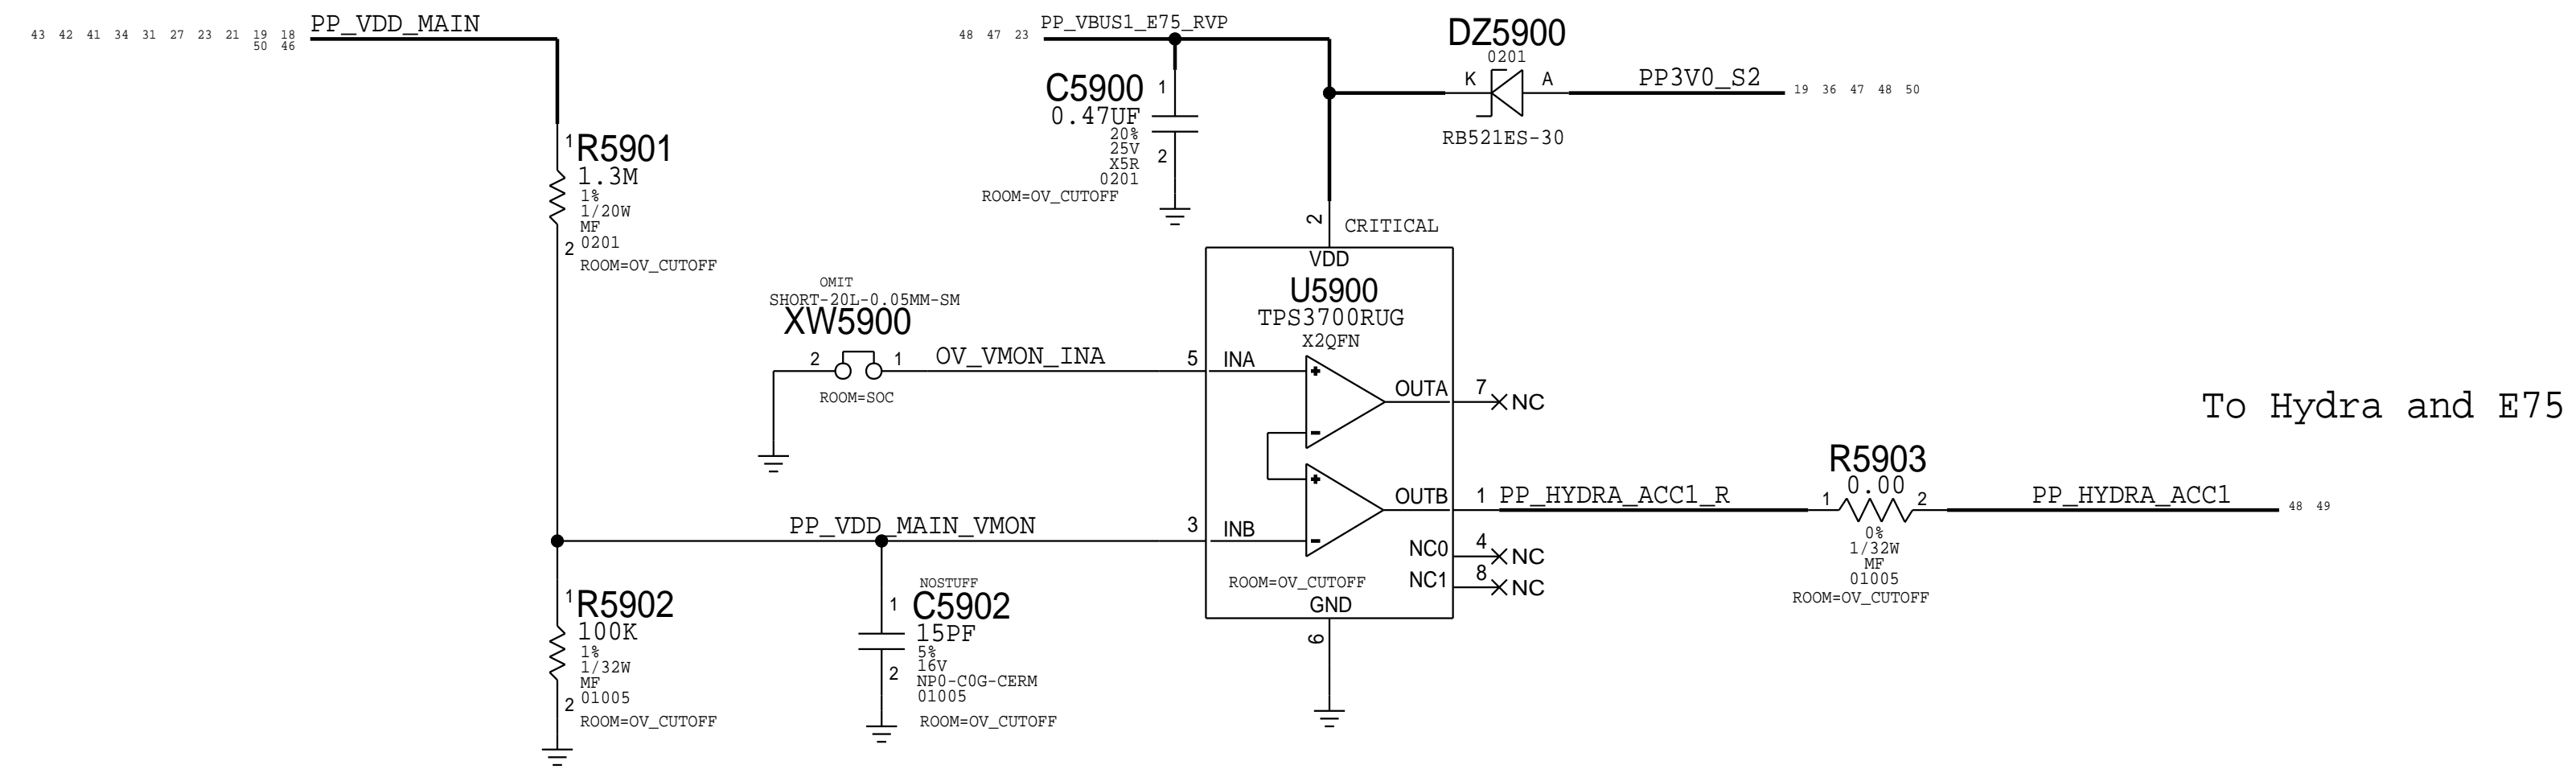 PP_VDD_MAIN
43 42 41 34 31 27 23 21 19 18
50 46
1
R5901
1.3M
1%
1/20W
MF
0201
2
ROOM=OV_CUTOFF
PP_VBUS1_E75_RVP
48 47 23
C5900
1
0.47UF
20%
25V
X5R
0201
2
ROOM=OV_CUTOFF
DZ5900
0201
K
A
RB521ES-30
PP3V0_S2
19 36 47 48 50
2
CRITICAL
VDD
U5900
TPS3700RUG
X2QFN
OMIT
SHORT-20L-0.05MM-SM
XW5900
2
1
ROOM=SOC
OV_VMON_INA
5
INA
+
-
OUTA
7
NC
To Hydra and E75
+
-
OUTB
1
PP_HYDRA_ACC1_R
R5903
0.00
1
2
0%
1/32W
MF
01005
ROOM=OV_CUTOFF
PP_HYDRA_ACC1
48 49
PP_VDD_MAIN_VMON
3
INB
NC0
4
NC
NC1
8
NC
ROOM=OV_CUTOFF
GND
6
1
R5902
100K
1%
1/32W
MF
01005
2
ROOM=OV_CUTOFF
NOSTUFF
1
C5902
15PF
5%
16V
2
NP0-C0G-CERM
01005
ROOM=OV_CUTOFF